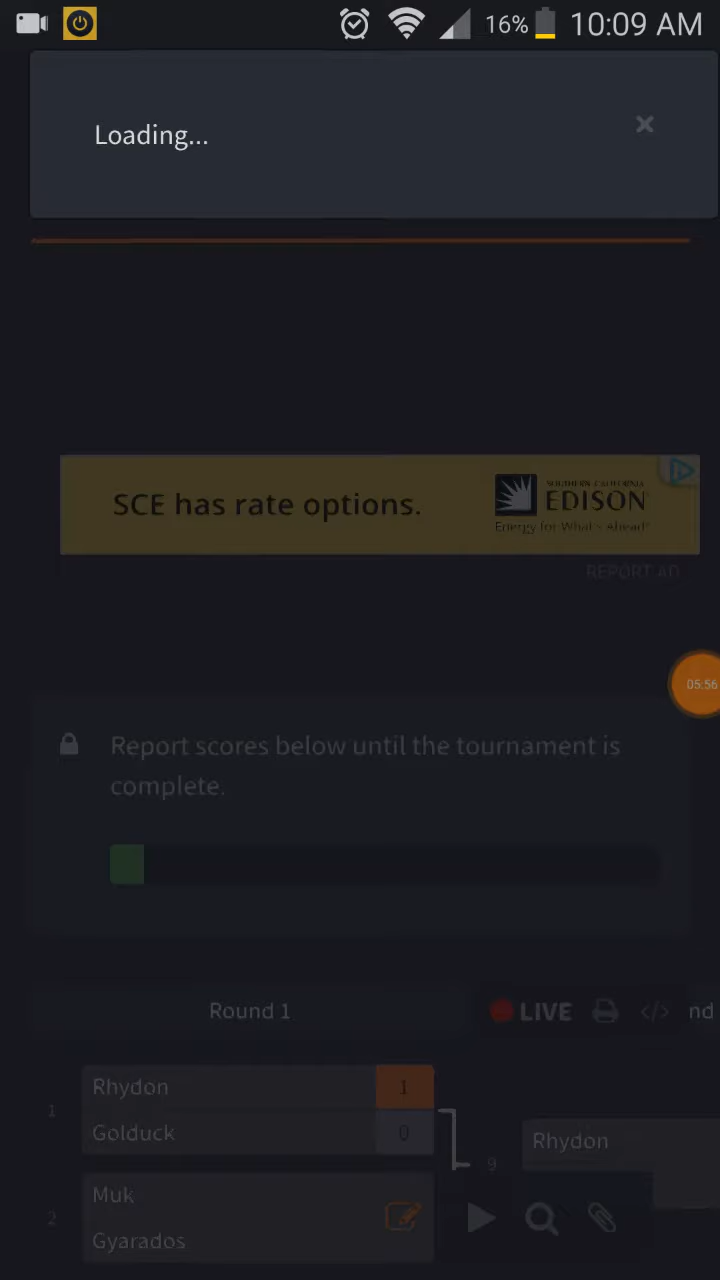 16% 10:09 AM
Loading...
SCE has rate options.
SOUTHERN CALIFORNIA
EDISON
Energy for What's Ahead®
REPORT AD
05:56
Report scores below until the tournament is
complete.
Round 1
LIVE
</>
nd
1
Rhydon 1
Golduck 0
9
Rhydon
2
Muk
Gyarados